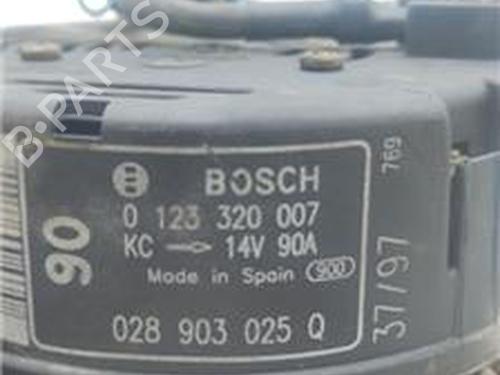 B-PARTS
BOSCH
0 123 320 007
KC 14V 90A
Made in Spain 900
028 903 025 Q
90
37/97
769